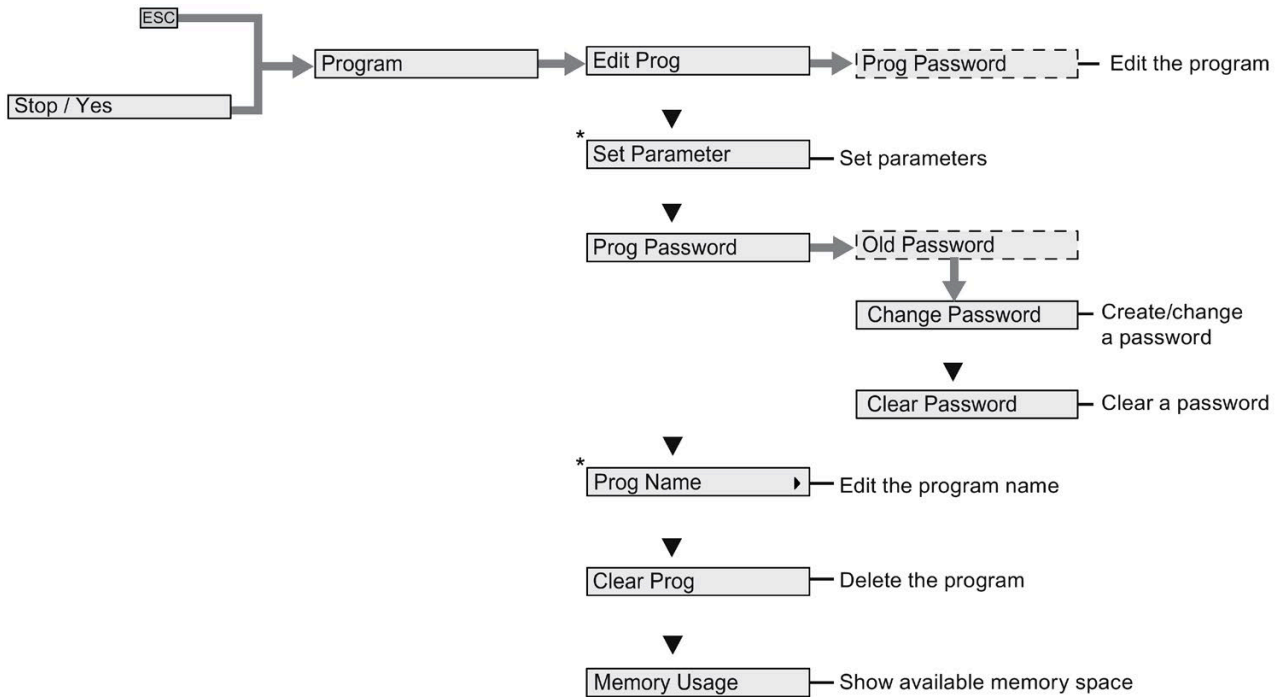 ESC
Stop / Yes
Program
Edit Prog
Prog Password
Edit the program
*
Set Parameter
Set parameters
Prog Password
Old Password
Change Password
Create/change
a password
Clear Password
Clear a password
*
Prog Name
Edit the program name
Clear Prog
Delete the program
Memory Usage
Show available memory space